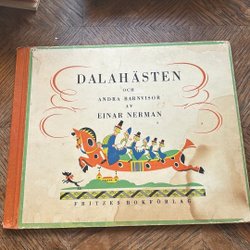 DALAHÄSTEN
OCH
ANDRA BARNVISOR
AV
EINAR NERMAN
FRITZES BOKFÖRLAG